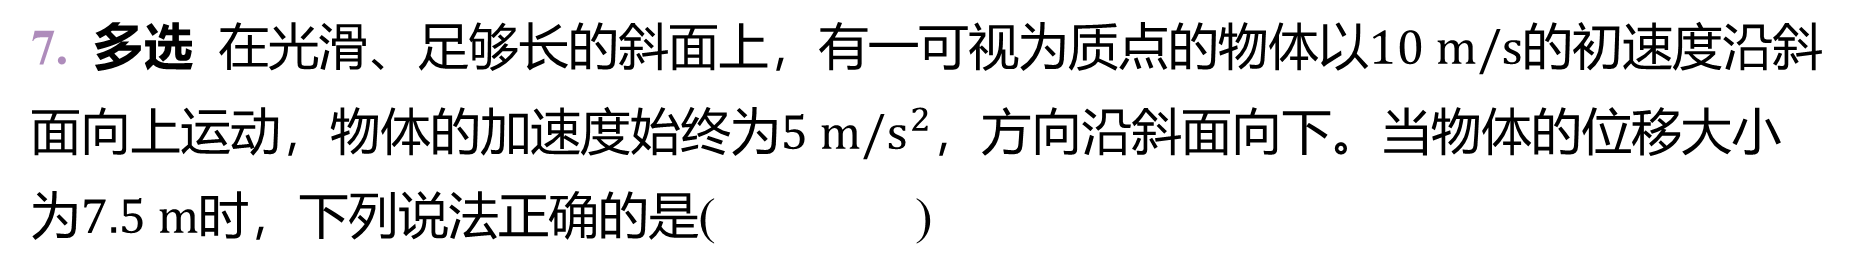 7. 多选 在光滑、足够长的斜面上，有一可视为质点的物体以10 m/s的初速度沿斜
面向上运动，物体的加速度始终为5 m/s²，方向沿斜面向下。当物体的位移大小
为7.5 m时，下列说法正确的是(        )